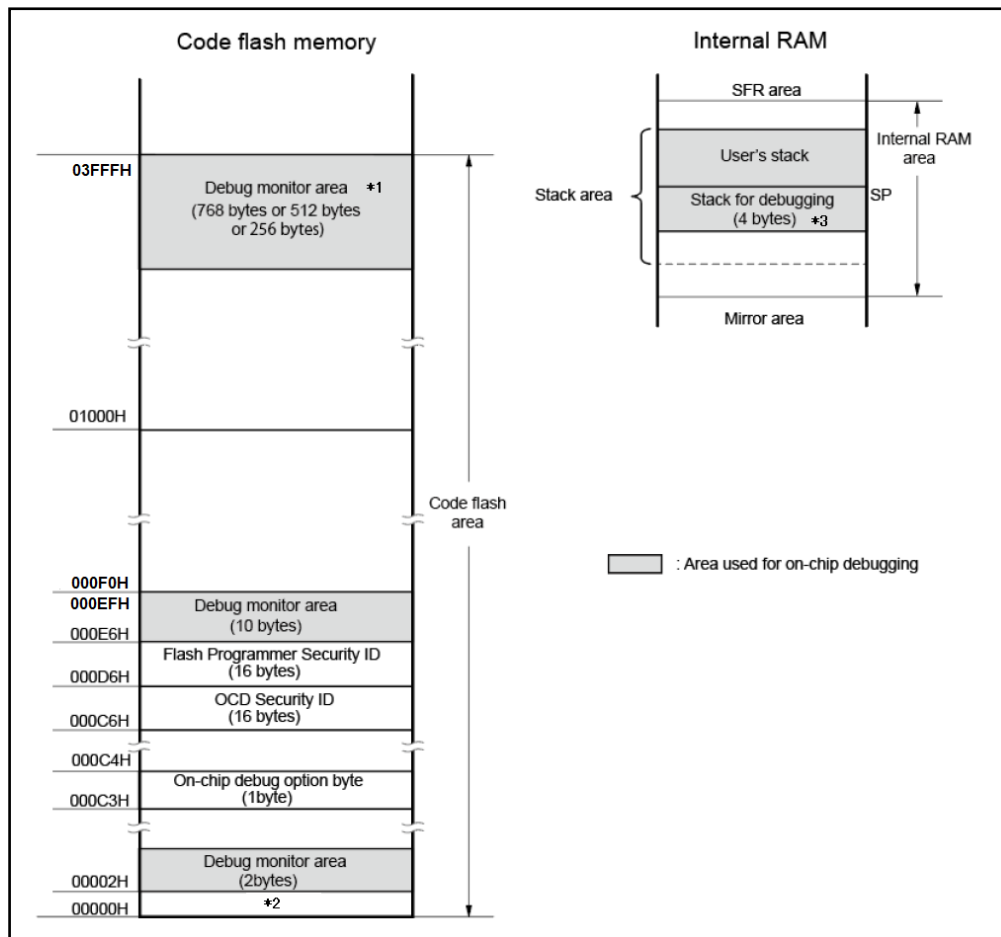 Code flash memory
03FFFH
Debug monitor area *1
(768 bytes or 512 bytes
or 256 bytes)
01000H
Code flash
area
000F0H
000EFH
Debug monitor area
(10 bytes)
000E6H
Flash Programmer Security ID
(16 bytes)
000D6H
OCD Security ID
(16 bytes)
000C6H
000C4H
On-chip debug option byte
(1byte)
000C3H
Debug monitor area
(2bytes)
00002H
*2
00000H
Internal RAM
SFR area
Internal RAM
area
User's stack
Stack area
SP
Stack for debugging
(4 bytes) *3
Mirror area
: Area used for on-chip debugging